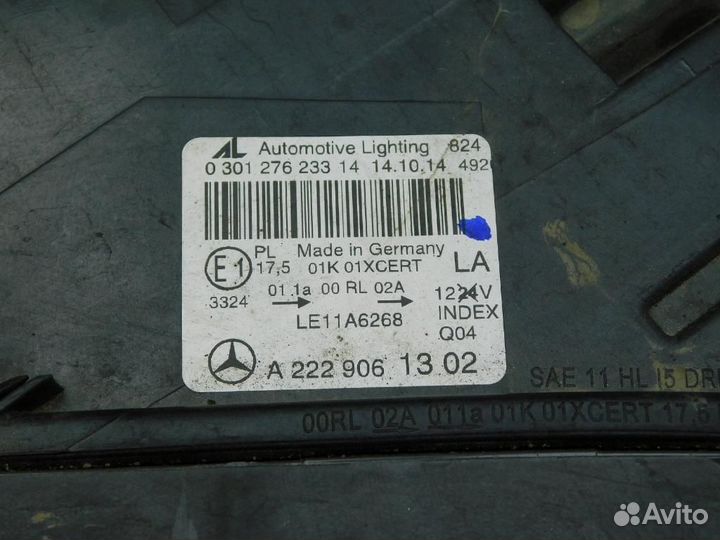 AL Automotive Lighting 824
0 301 276 233 14 14.10.14 492
E1 PL 17,5 Made in Germany
01K 01XCERT LA
3324 01 1a 00 RL 02A 1224V
LE11A6268 INDEX
Q04
A 222 906 13 02
SAE 11 HL I5 DR
00RL 02A 011a 01K 01XCERT 17,5
Avito